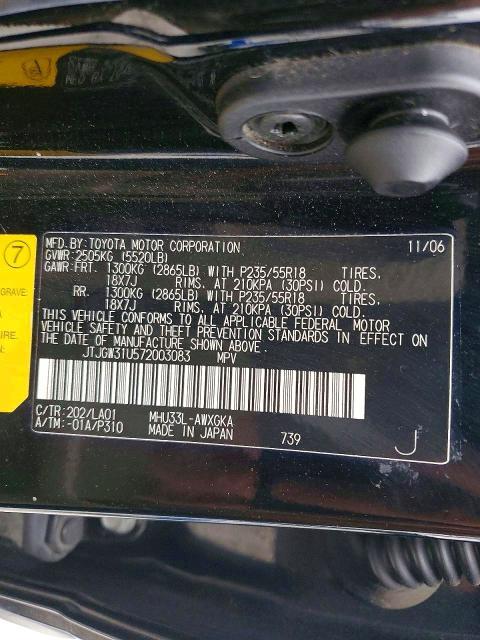 MFD.BY:TOYOTA MOTOR CORPORATION 11/06
GVWR:2505KG (5520LB)
GAWR:FRT. 1300KG (2865LB) WITH P235/55R18 TIRES,
18X7J RIMS, AT 210KPA (30PSI) COLD.
RR. 1300KG (2865LB) WITH P235/55R18 TIRES,
18X7J RIMS, AT 210KPA (30PSI) COLD.
THIS VEHICLE CONFORMS TO ALL APPLICABLE FEDERAL MOTOR
VEHICLE SAFETY AND THEFT PREVENTION STANDARDS IN EFFECT ON
THE DATE OF MANUFACTURE SHOWN ABOVE.
JTJGW31U572003083 MPV
C/TR:202/LA01 MHU33L-AWXGKA
A/TM:-01A/P310 MADE IN JAPAN 739 J
7
GRAVE.
IRE.